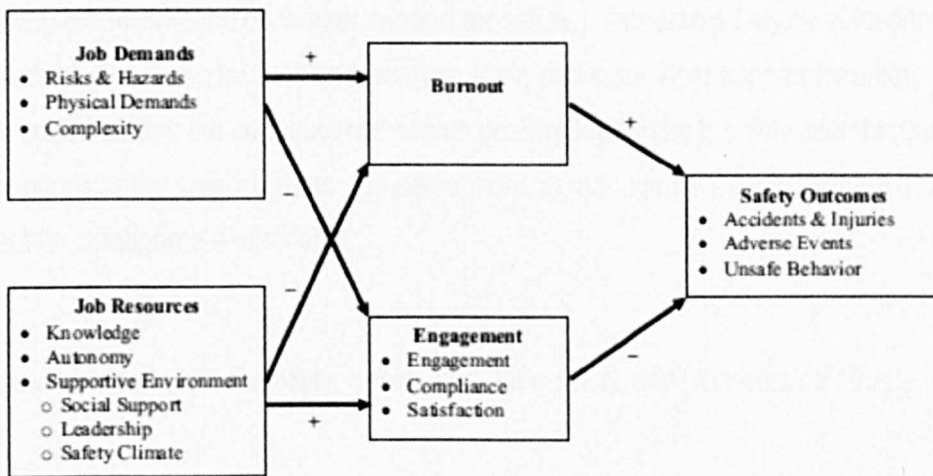 Job Demands
• Risks & Hazards
• Physical Demands
• Complexity
+
Burnout
+
–
Safety Outcomes
• Accidents & Injuries
• Adverse Events
• Unsafe Behavior
Job Resources
• Knowledge
• Autonomy
• Supportive Environment
○ Social Support
○ Leadership
○ Safety Climate
–
+
Engagement
• Engagement
• Compliance
• Satisfaction
–